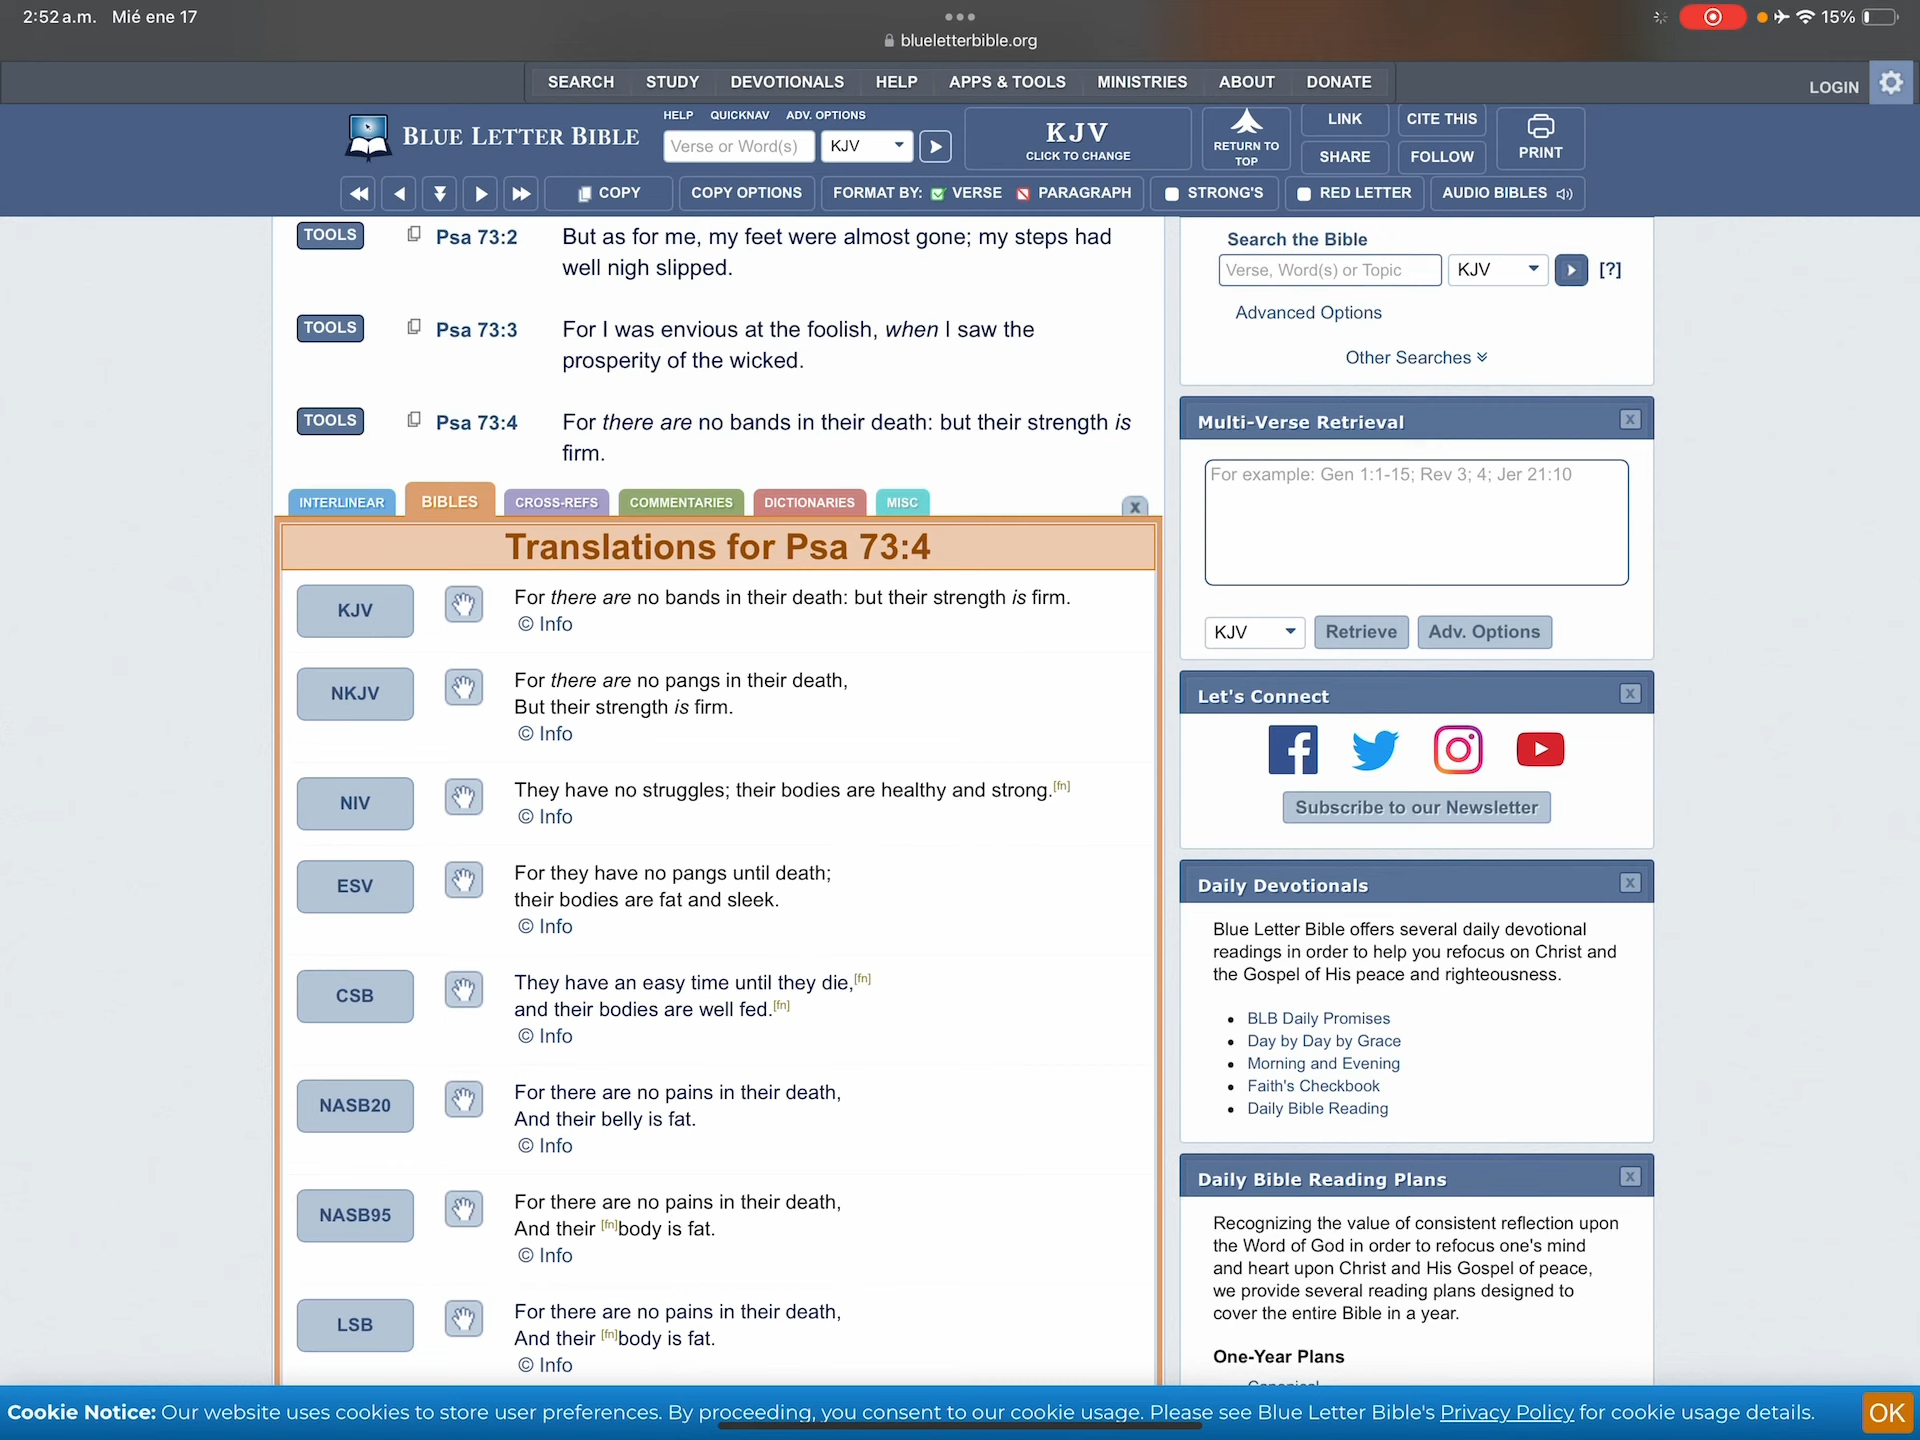 2:52 a.m. Mié ene 17
15%
blueletterbible.org
SEARCH STUDY DEVOTIONALS HELP APPS & TOOLS MINISTRIES ABOUT DONATE
LOGIN
BLUE LETTER BIBLE
HELP QUICKNAV ADV. OPTIONS
Verse or Word(s) KJV
KJV
CLICK TO CHANGE
RETURN TO
TOP
LINK CITE THIS
SHARE FOLLOW
PRINT
COPY COPY OPTIONS FORMAT BY: VERSE PARAGRAPH STRONG'S RED LETTER AUDIO BIBLES
TOOLS Psa 73:2 But as for me, my feet were almost gone; my steps had
well nigh slipped.
TOOLS Psa 73:3 For I was envious at the foolish, when I saw the
prosperity of the wicked.
TOOLS Psa 73:4 For there are no bands in their death: but their strength is
firm.
INTERLINEAR BIBLES CROSS-REFS COMMENTARIES DICTIONARIES MISC X
Translations for Psa 73:4
KJV For there are no bands in their death: but their strength is firm.
© Info
NKJV For there are no pangs in their death,
But their strength is firm.
© Info
NIV They have no struggles; their bodies are healthy and strong.[fn]
© Info
ESV For they have no pangs until death;
their bodies are fat and sleek.
© Info
CSB They have an easy time until they die,[fn]
and their bodies are well fed.[fn]
© Info
NASB20 For there are no pains in their death,
And their belly is fat.
© Info
NASB95 For there are no pains in their death,
And their [fn]body is fat.
© Info
LSB For there are no pains in their death,
And their [fn]body is fat.
© Info
Search the Bible
Verse, Word(s) or Topic KJV [?]
Advanced Options
Other Searches
Multi-Verse Retrieval X
For example: Gen 1:1-15; Rev 3; 4; Jer 21:10
KJV Retrieve Adv. Options
Let's Connect X
Subscribe to our Newsletter
Daily Devotionals X
Blue Letter Bible offers several daily devotional
readings in order to help you refocus on Christ and
the Gospel of His peace and righteousness.
BLB Daily Promises
Day by Day by Grace
Morning and Evening
Faith's Checkbook
Daily Bible Reading
Daily Bible Reading Plans X
Recognizing the value of consistent reflection upon
the Word of God in order to refocus one's mind
and heart upon Christ and His Gospel of peace,
we provide several reading plans designed to
cover the entire Bible in a year.
One-Year Plans
Cookie Notice: Our website uses cookies to store user preferences. By proceeding, you consent to our cookie usage. Please see Blue Letter Bible's Privacy Policy for cookie usage details. OK